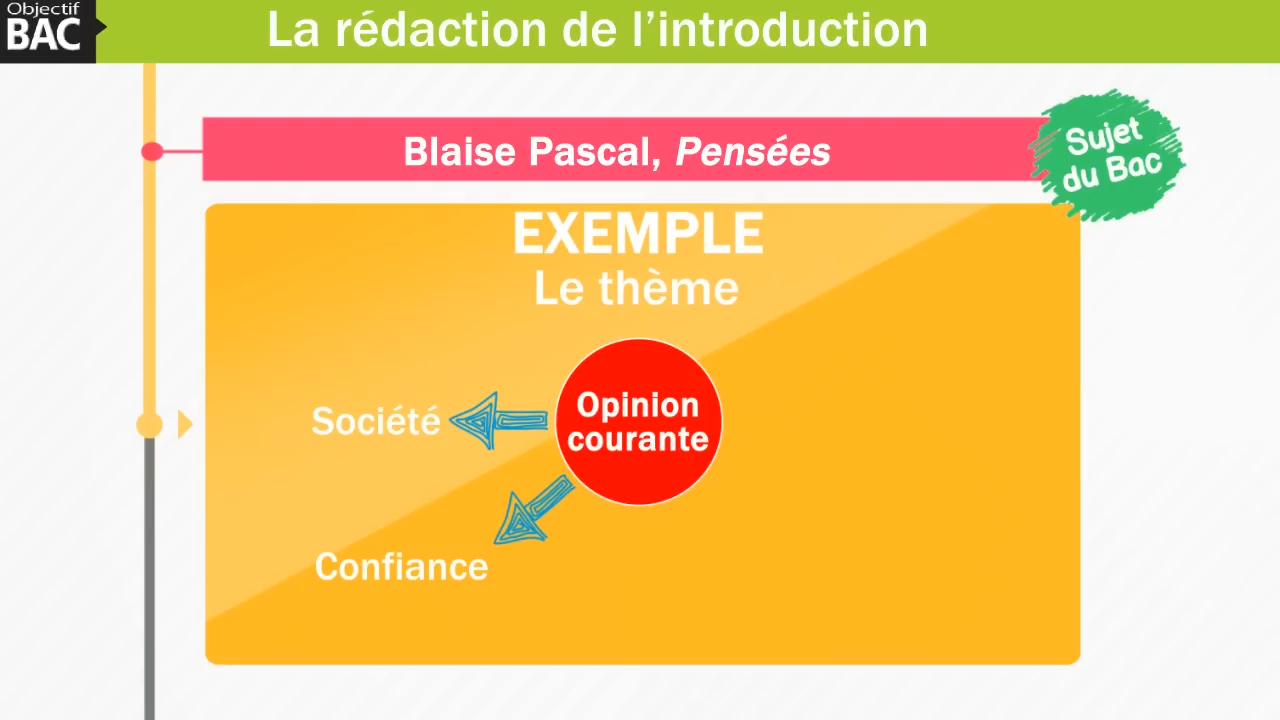 Objectif
BAC
La rédaction de l'introduction
Blaise Pascal, Pensées
Sujet
du Bac
EXEMPLE
Le thème
Société
Opinion
courante
Confiance